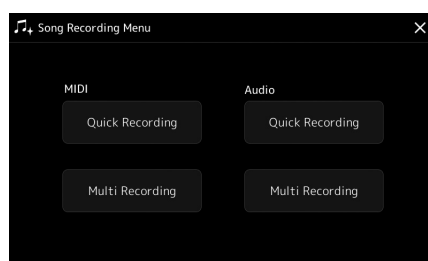 Song Recording Menu
MIDI
Audio
Quick Recording
Quick Recording
Multi Recording
Multi Recording